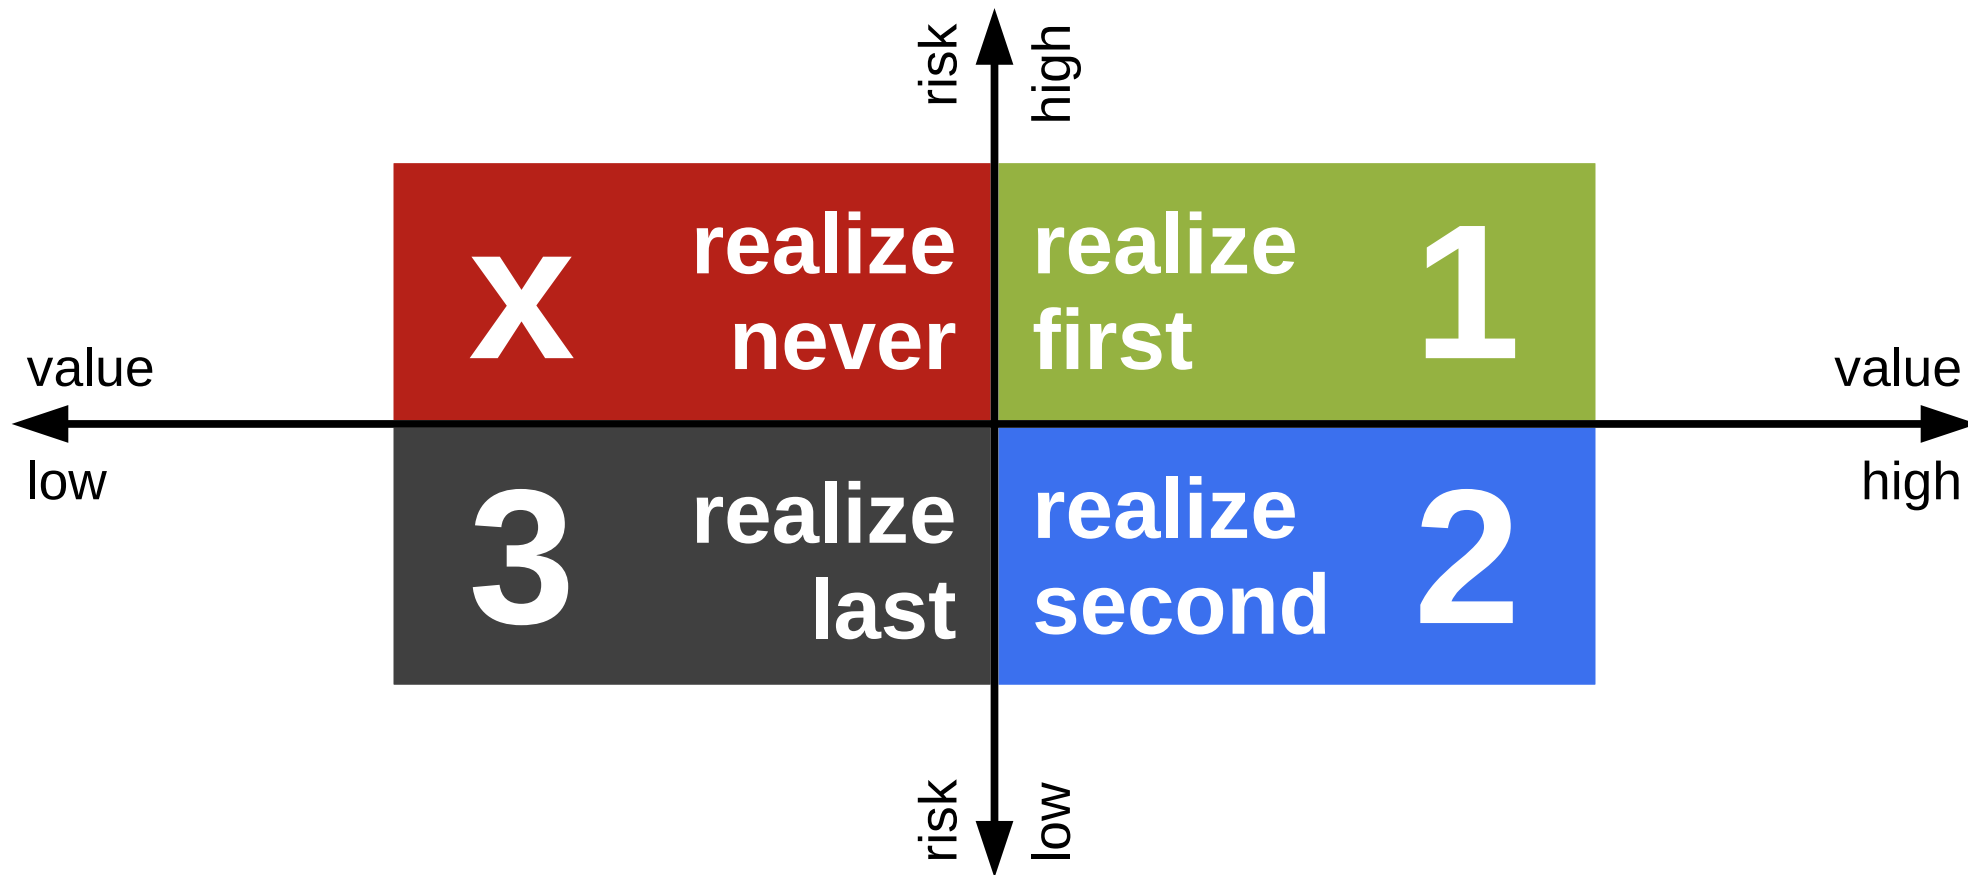 risk
high
x
realize
never
realize
first
1
value
low
value
high
3
realize
last
realize
second
2
risk
low